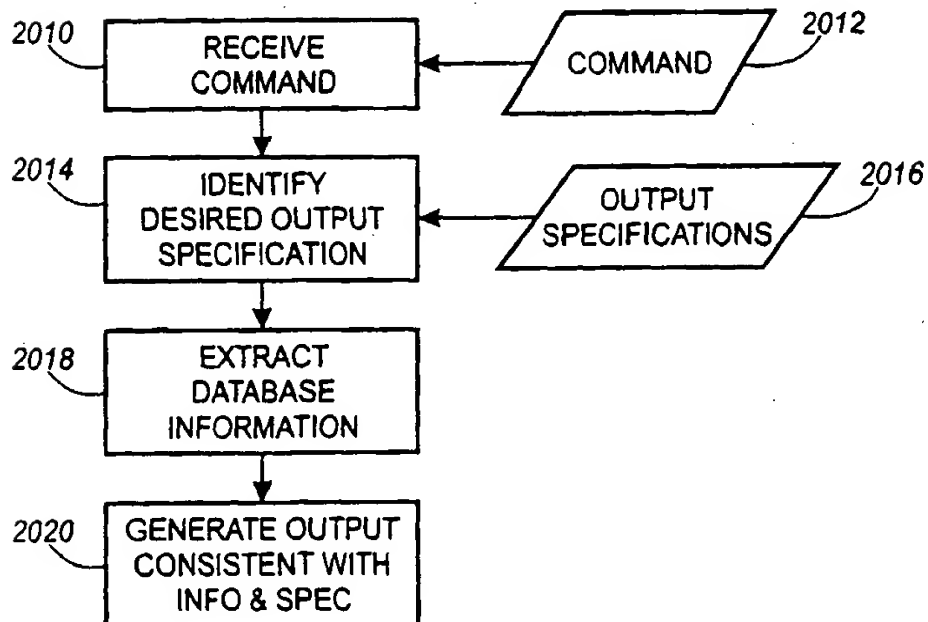 2010
RECEIVE
COMMAND
COMMAND
2012
2014
IDENTIFY
DESIRED OUTPUT
SPECIFICATION
OUTPUT
SPECIFICATIONS
2016
2018
EXTRACT
DATABASE
INFORMATION
2020
GENERATE OUTPUT
CONSISTENT WITH
INFO & SPEC